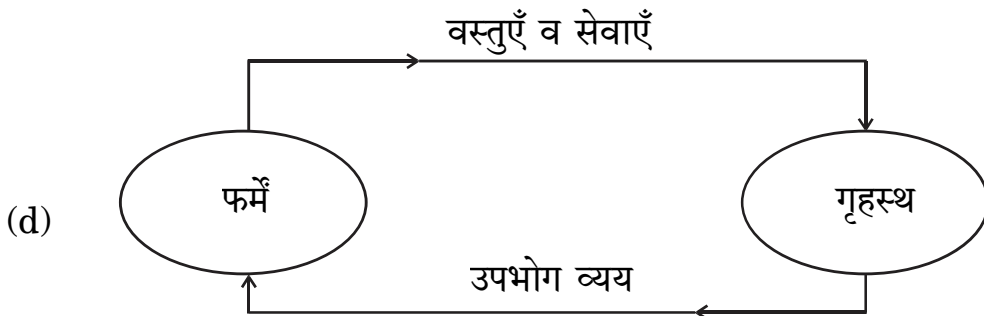 वस्तुएँ व सेवाएँ
(d) फर्में गृहस्थ
उपभोग व्यय